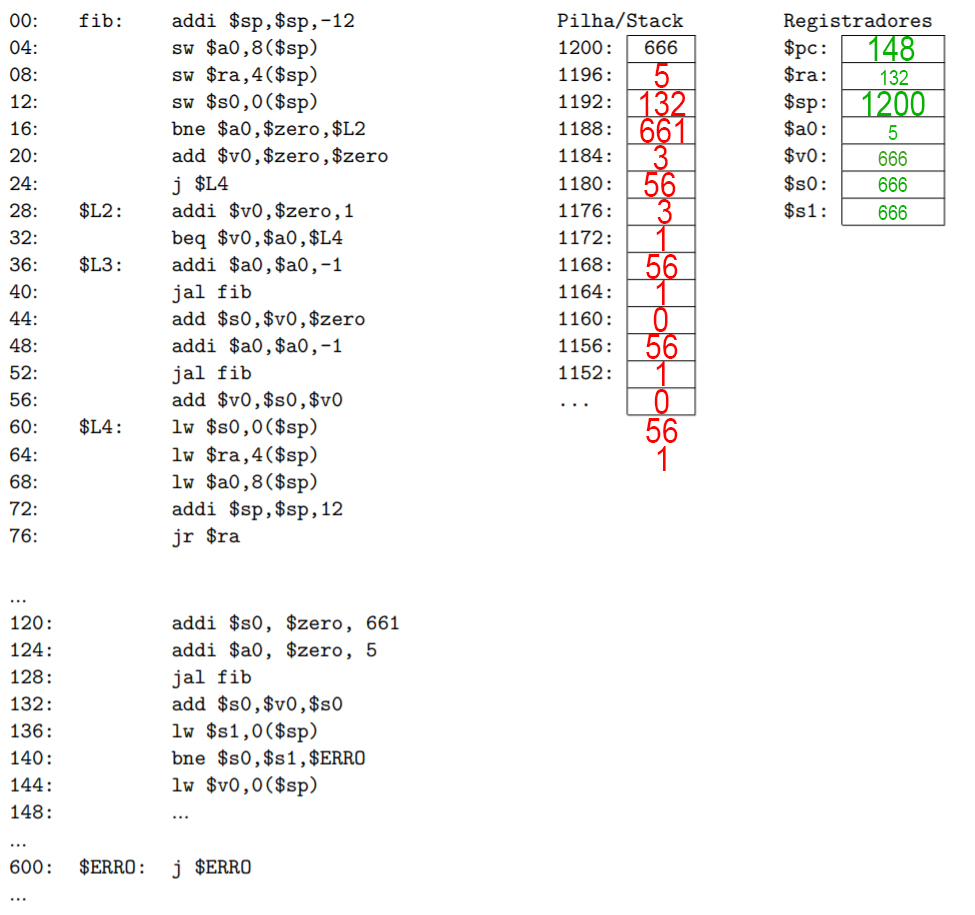 00: fib: addi $sp,$sp,-12
04: sw $a0,8($sp)
08: sw $ra,4($sp)
12: sw $s0,0($sp)
16: bne $a0,$zero,$L2
20: add $v0,$zero,$zero
24: j $L4
28: $L2: addi $v0,$zero,1
32: beq $v0,$a0,$L4
36: $L3: addi $a0,$a0,-1
40: jal fib
44: add $s0,$v0,$zero
48: addi $a0,$a0,-1
52: jal fib
56: add $v0,$s0,$v0
60: $L4: lw $s0,0($sp)
64: lw $ra,4($sp)
68: lw $a0,8($sp)
72: addi $sp,$sp,12
76: jr $ra
...
120: addi $s0, $zero, 661
124: addi $a0, $zero, 5
128: jal fib
132: add $s0,$v0,$s0
136: lw $s1,0($sp)
140: bne $s0,$s1,$ERRO
144: lw $v0,0($sp)
148: ...
...
600: $ERRO: j $ERRO
...
Pilha/Stack
1200: 666
1196: 5
1192: 132
1188: 661
1184: 3
1180: 56
1176: 3
1172: 1
1168: 56
1164: 1
1160: 0
1156: 56
1152: 1
... 0
56
1
Registradores
$pc: 148
$ra: 132
$sp: 1200
$a0: 5
$v0: 666
$s0: 666
$s1: 666